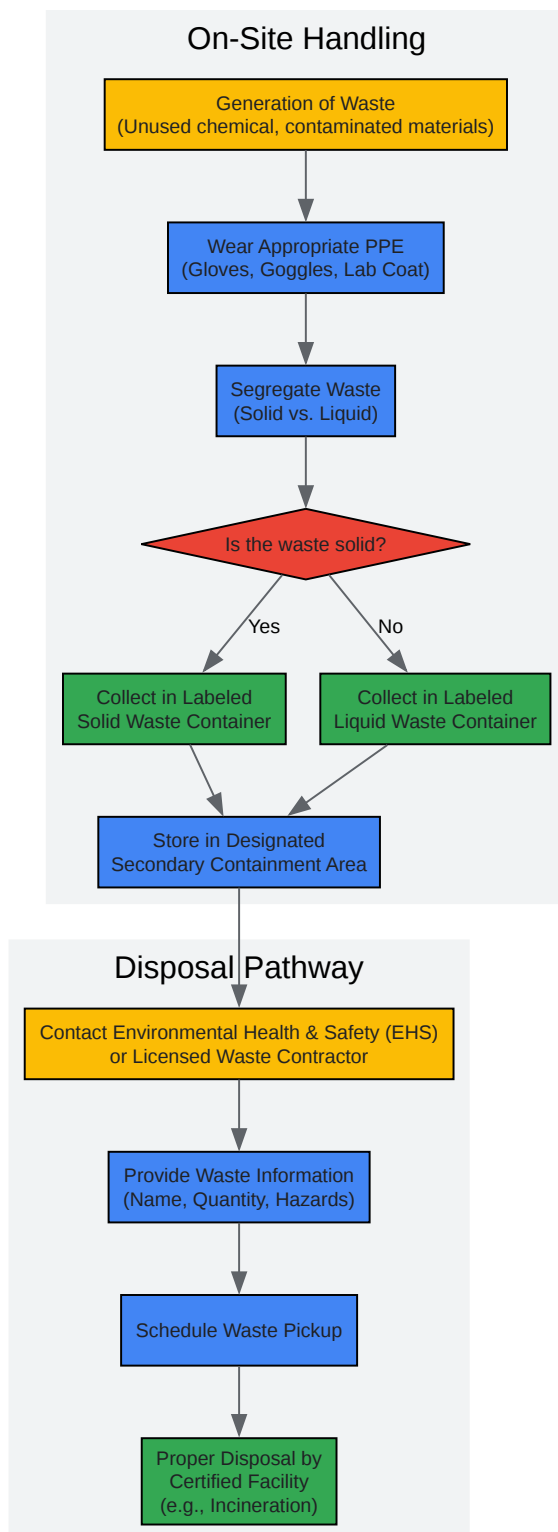 On-Site Handling
Generation of Waste
(Unused chemical, contaminated materials)
Wear Appropriate PPE
(Gloves, Goggles, Lab Coat)
Segregate Waste
(Solid vs. Liquid)
Is the waste solid?
Yes
No
Collect in Labeled
Solid Waste Container
Collect in Labeled
Liquid Waste Container
Store in Designated
Secondary Containment Area
Disposal Pathway
Contact Environmental Health & Safety (EHS)
or Licensed Waste Contractor
Provide Waste Information
(Name, Quantity, Hazards)
Schedule Waste Pickup
Proper Disposal by
Certified Facility
(e.g., Incineration)